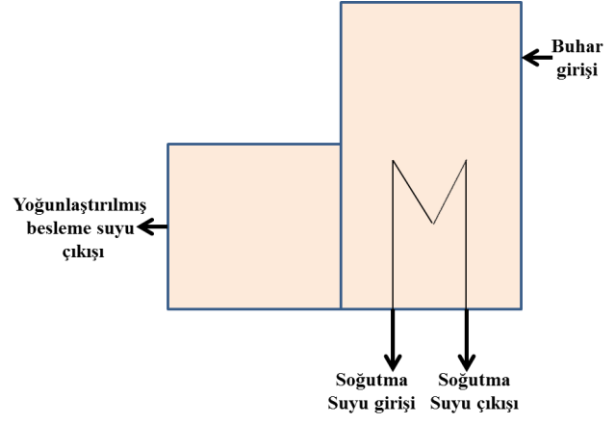 Buhar
girişi
Yoğunlaştırılmış
besleme suyu
çıkışı
Soğutma
Suyu girişi
Soğutma
Suyu çıkışı